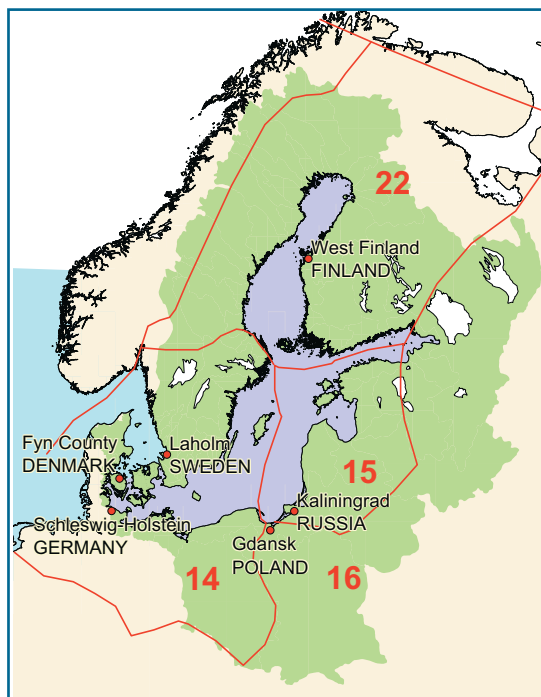 22
West Finland
FINLAND
Fyn County
DENMARK
Laholm
SWEDEN
15
Kaliningrad
RUSSIA
Schleswig-Holstein
GERMANY
Gdansk
POLAND
14
16